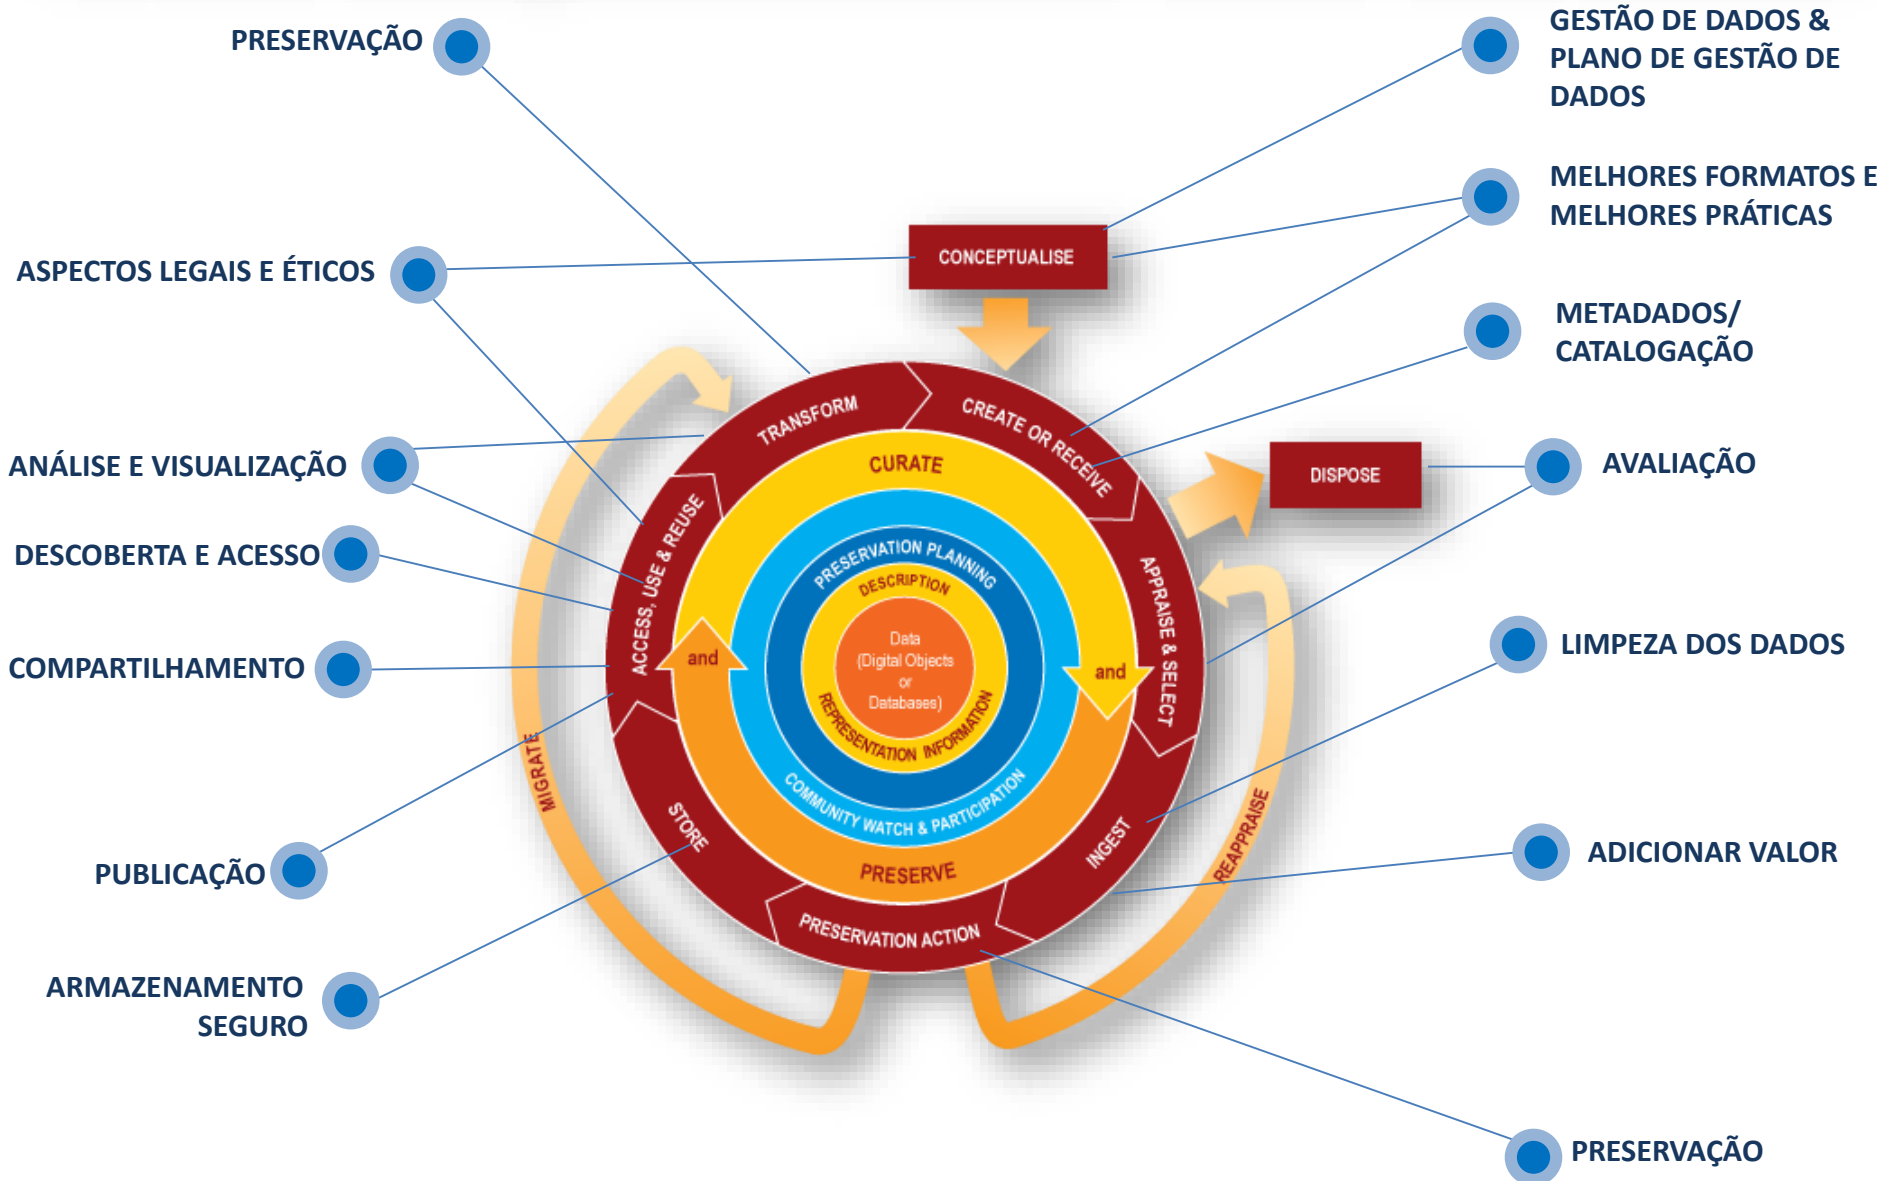 PRESERVAÇÃO
GESTÃO DE DADOS &
PLANO DE GESTÃO DE
DADOS
MELHORES FORMATOS E
MELHORES PRÁTICAS
ASPECTOS LEGAIS E ÉTICOS
CONCEPTUALISE
METADADOS/
CATALOGAÇÃO
TRANSFORM
CREATE OR RECEIVE
ANÁLISE E VISUALIZAÇÃO
CURATE
DISPOSE
AVALIAÇÃO
DESCOBERTA E ACESSO
ACCESS, USE & REUSE
PRESERVATION PLANNING
DESCRIPTION
APPRAISE & SELECT
COMPARTILHAMENTO
and
Data
(Digital Objects
or
Databases)
and
LIMPEZA DOS DADOS
REPRESENTATION INFORMATION
MIGRATE
COMMUNITY WATCH & PARTICIPATION
STORE
INGEST
REAPPRAISE
PUBLICAÇÃO
PRESERVE
ADICIONAR VALOR
PRESERVATION ACTION
ARMAZENAMENTO
SEGURO
PRESERVAÇÃO